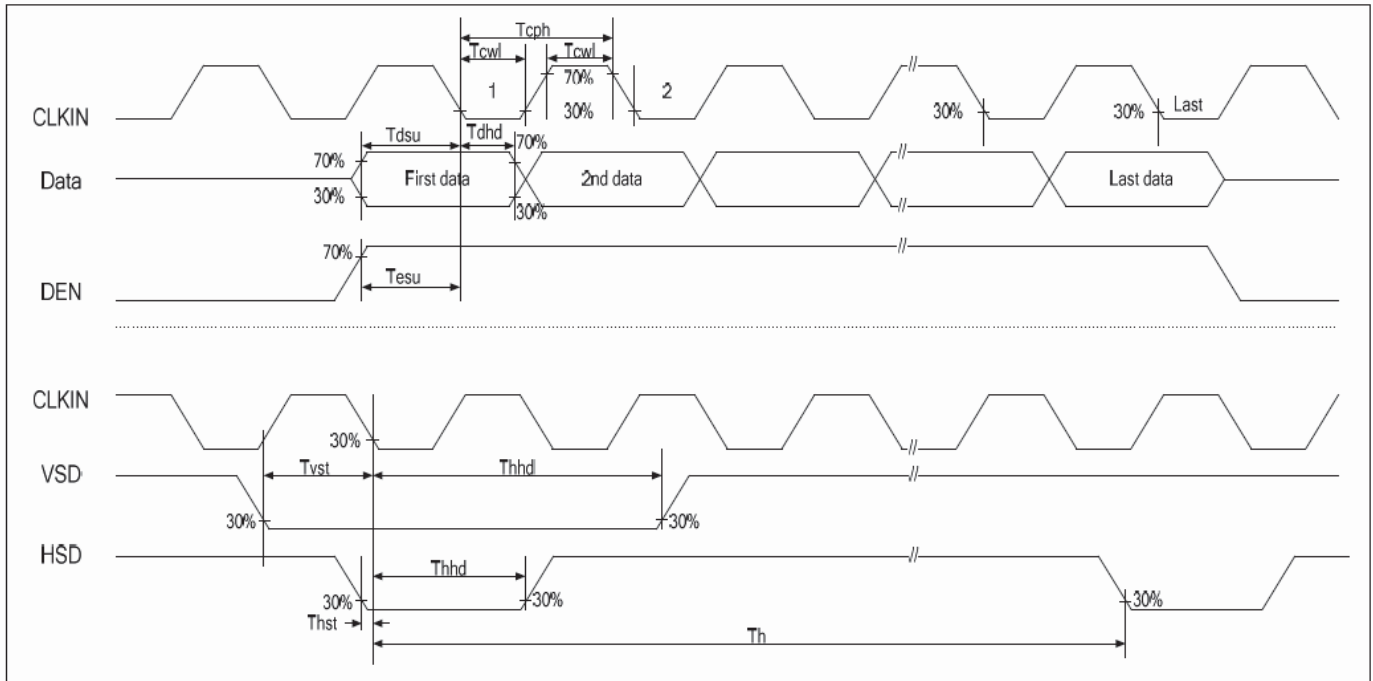 Tcph
Tcwl Tcwl
1 70% 2
CLKIN 30% 30% 30% Last
Tdsu Tdhd
70% 70%
Data First data 2nd data Last data
30% 30%
70%
Tesu
DEN
CLKIN
30%
VSD Tvst Thhd
30% 30%
HSD
Thhd
30% 30% 30%
Thst
Th